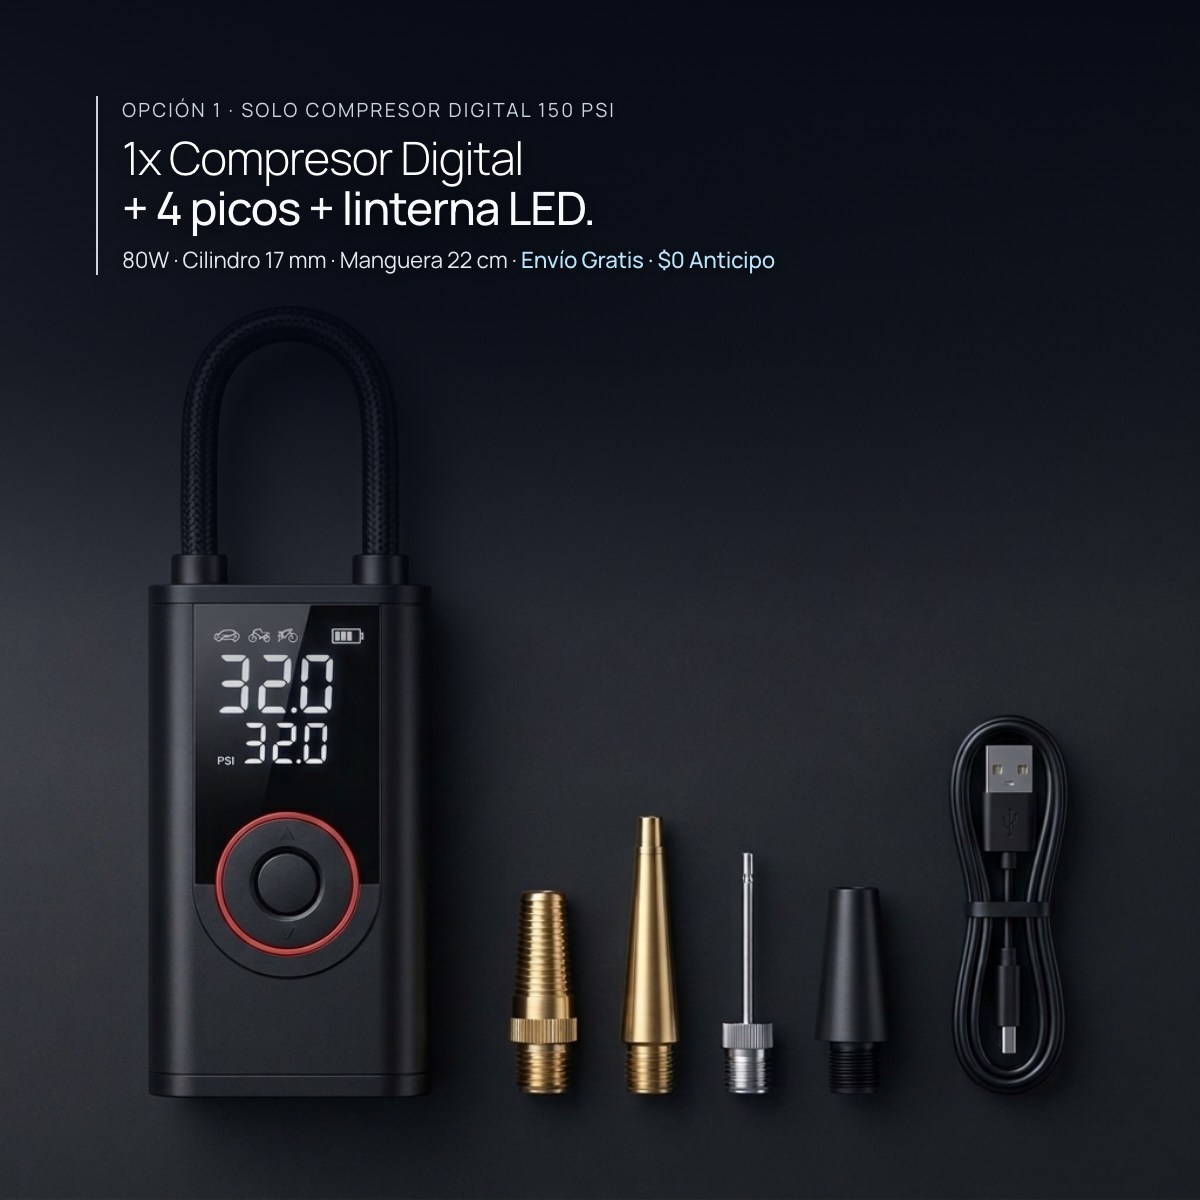 OPCIÓN 1 · SOLO COMPRESOR DIGITAL 150 PSI
1x Compresor Digital
+ 4 picos + linterna LED.
80W · Cilindro 17 mm · Manguera 22 cm · Envío Gratis · $0 Anticipo
32.0
PSI 32.0